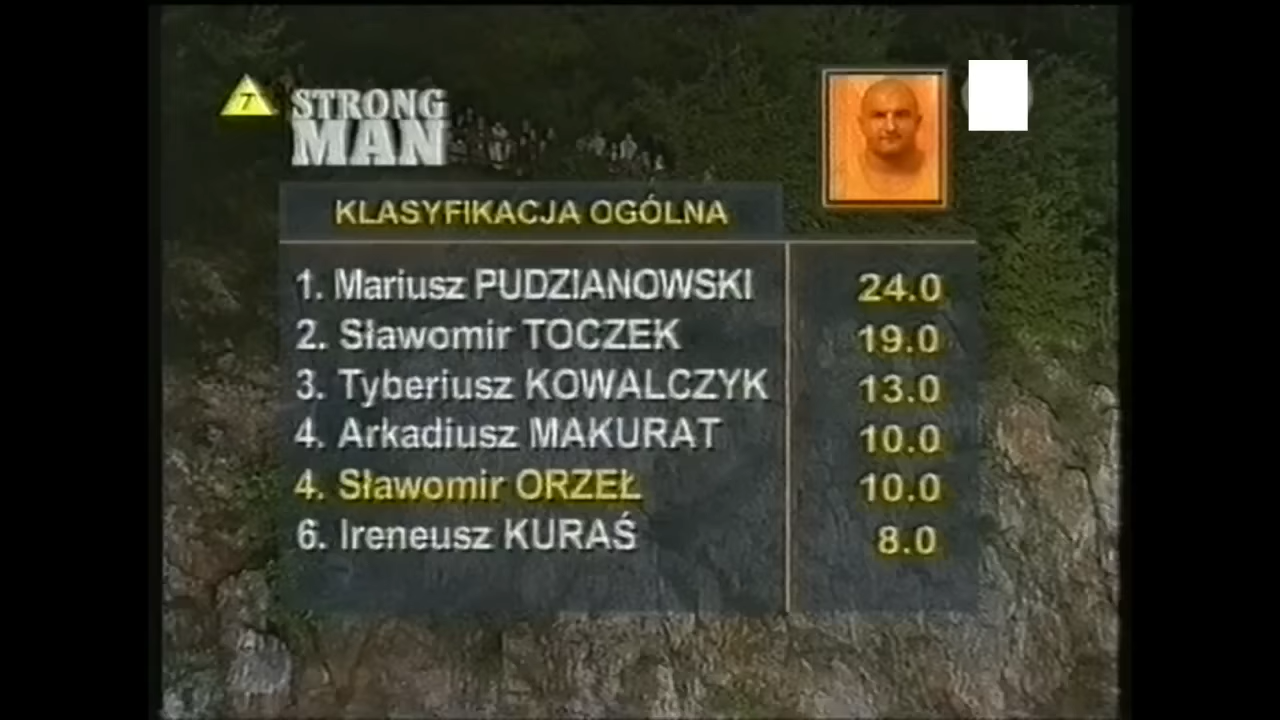 7
STRONG
MAN
KLASYFIKACJA OGÓLNA
1. Mariusz PUDZIANOWSKI 24.0
2. Sławomir TOCZEK 19.0
3. Tyberiusz KOWALCZYK 13.0
4. Arkadiusz MAKURAT 10.0
4. Sławomir ORZEŁ 10.0
6. Ireneusz KURAŚ 8.0